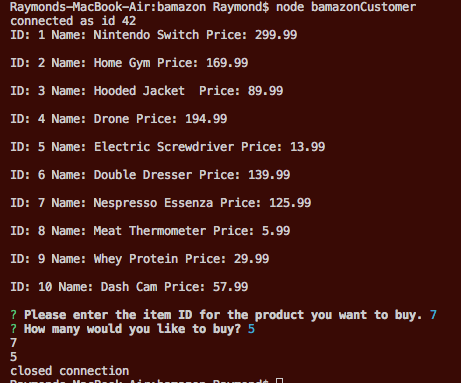 Raymonds-MacBook-Air:bamazon Raymond$ node bamazonCustomer
connected as id 42
ID: 1 Name: Nintendo Switch Price: 299.99
ID: 2 Name: Home Gym Price: 169.99
ID: 3 Name: Hooded Jacket  Price: 89.99
ID: 4 Name: Drone Price: 194.99
ID: 5 Name: Electric Screwdriver Price: 13.99
ID: 6 Name: Double Dresser Price: 139.99
ID: 7 Name: Nespresso Essenza Price: 125.99
ID: 8 Name: Meat Thermometer Price: 5.99
ID: 9 Name: Whey Protein Price: 29.99
ID: 10 Name: Dash Cam Price: 57.99
? Please enter the item ID for the product you want to buy. 7
? How many would you like to buy? 5
7
5
closed connection
Raymonds-MacBook-Air:bamazon Raymond$